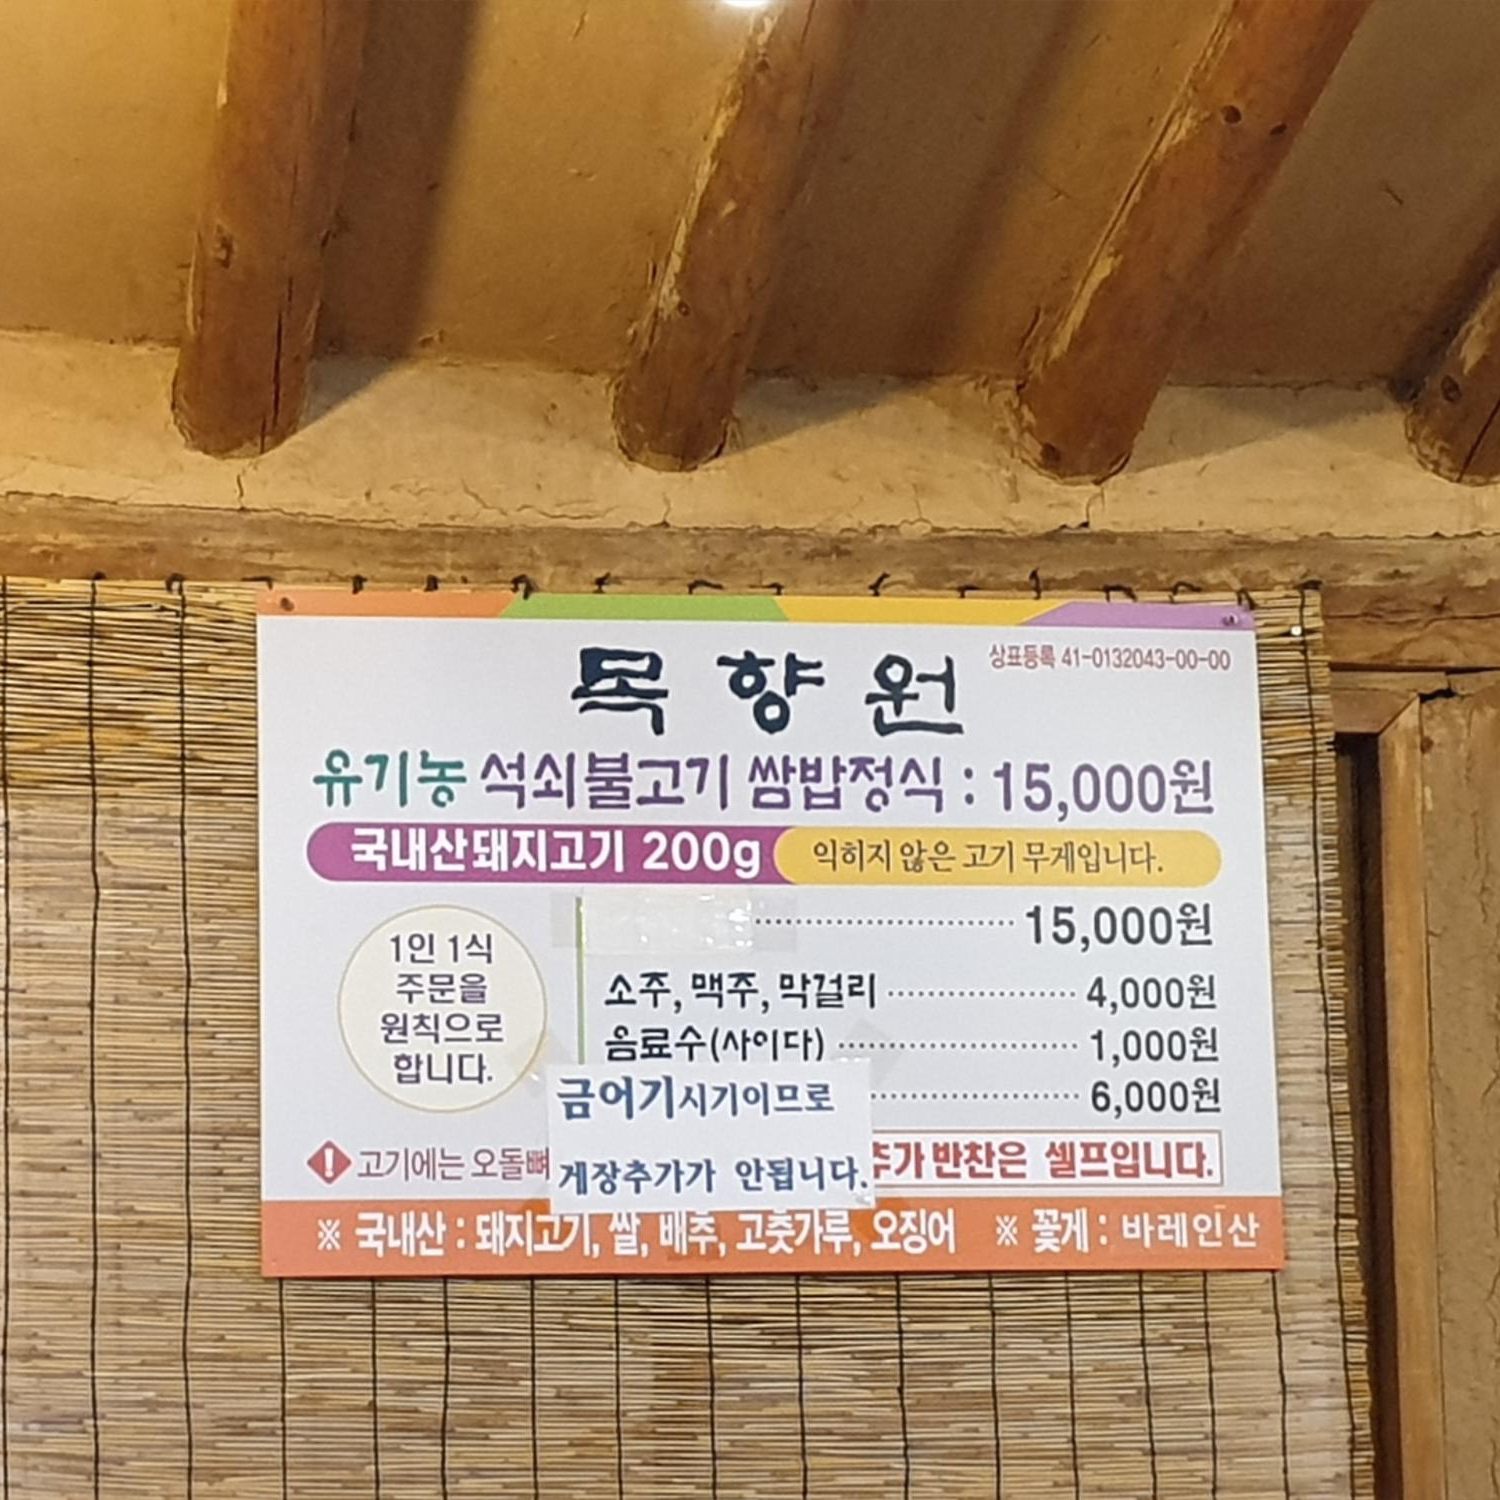 목향원
상표등록 41-0132043-00-00
유기농 석쇠불고기 쌈밥정식 : 15,000원
국내산돼지고기 200g 익히지 않은 고기 무게입니다.
15,000원
1인 1식
주문을
원칙으로
합니다.
소주, 맥주, 막걸리 4,000원
음료수(사이다) 1,000원
6,000원
금어기시기이므로
게장추가가 안됩니다.
고기에는 오돌뼈
추가 반찬은 셀프입니다.
※ 국내산 : 돼지고기, 쌀, 배추, 고춧가루, 오징어 ※ 꽃게 : 바레인산